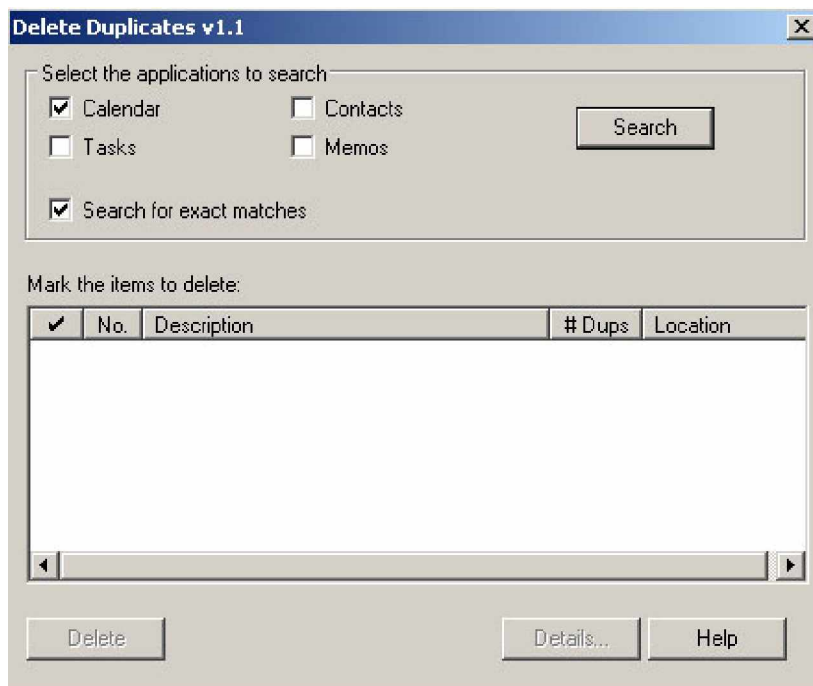 Delete Duplicates v1.1
Select the applications to search
Calendar Contacts
Search
Tasks Memos
Search for exact matches
Mark the items to delete:
No. Description # Dups Location
Delete Details... Help